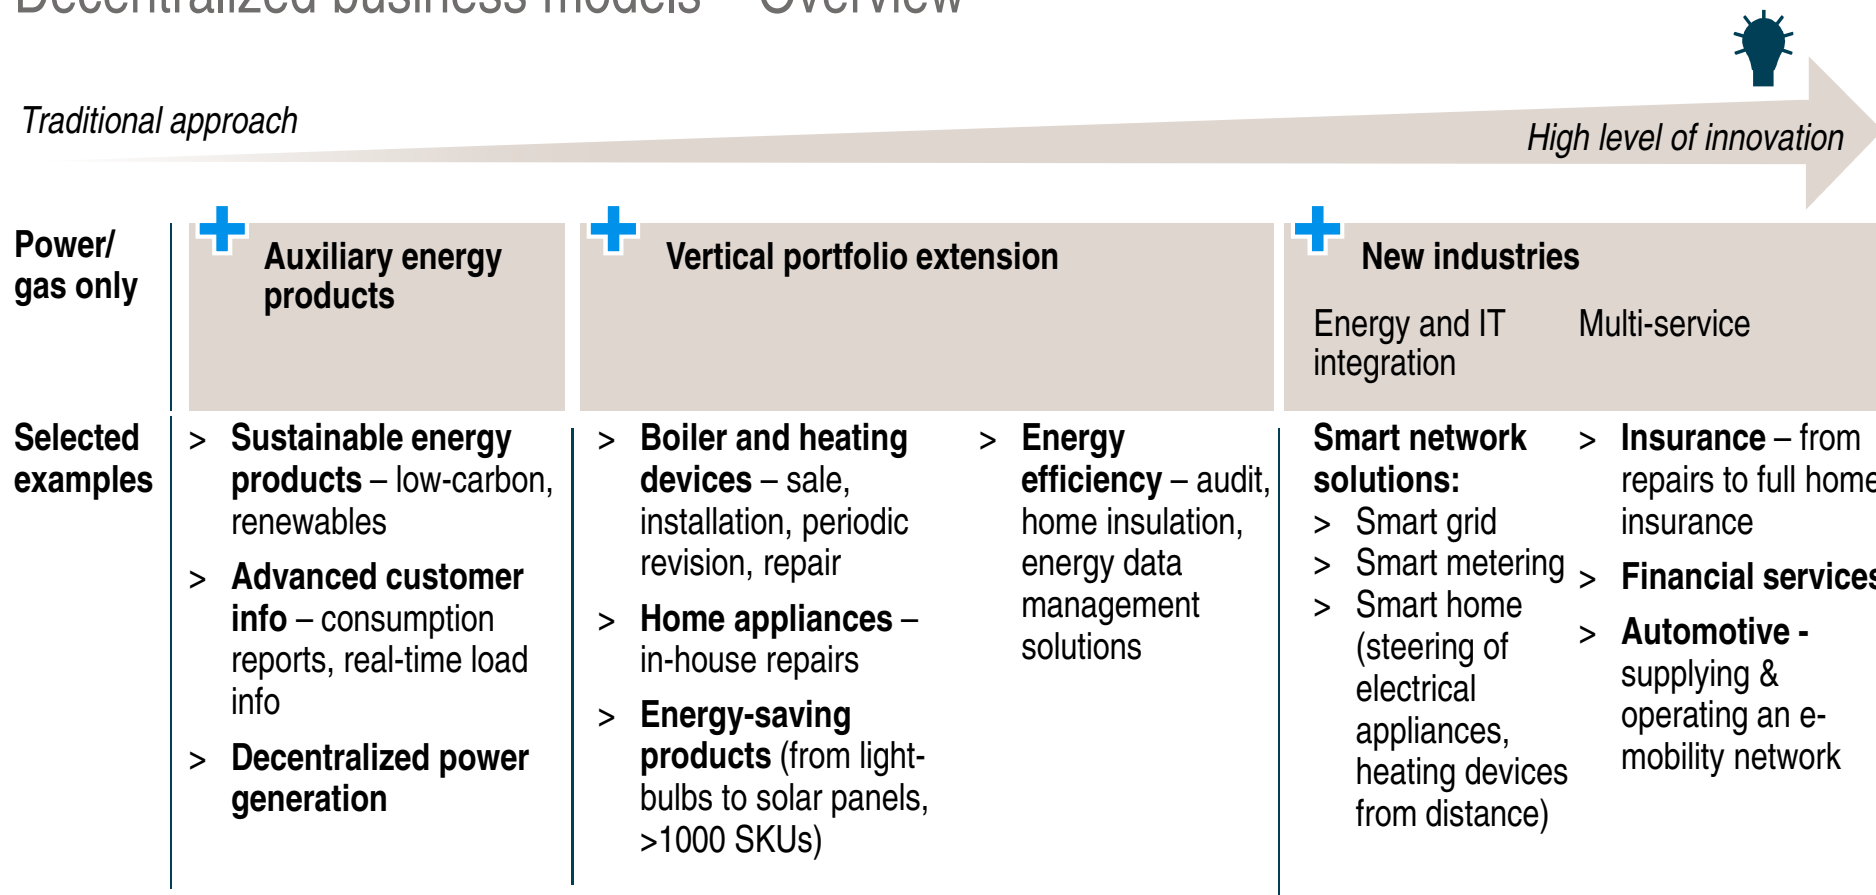 Decentralized business models – Overview
Traditional approach
High level of innovation
Power/
gas only
Auxiliary energy
products
Vertical portfolio extension
New industries
Energy and IT
integration
Multi-service
Selected
examples
> Sustainable energy
products – low-carbon,
renewables
> Advanced customer
info – consumption
reports, real-time load
info
> Decentralized power
generation
> Boiler and heating
devices – sale,
installation, periodic
revision, repair
> Home appliances –
in-house repairs
> Energy-saving
products (from light-
bulbs to solar panels,
>1000 SKUs)
> Energy
efficiency – audit,
home insulation,
energy data
management
solutions
Smart network
solutions:
> Smart grid
> Smart metering
> Smart home
(steering of
electrical
appliances,
heating devices
from distance)
> Insurance – from
repairs to full home
insurance
> Financial services
> Automotive -
supplying &
operating an e-
mobility network